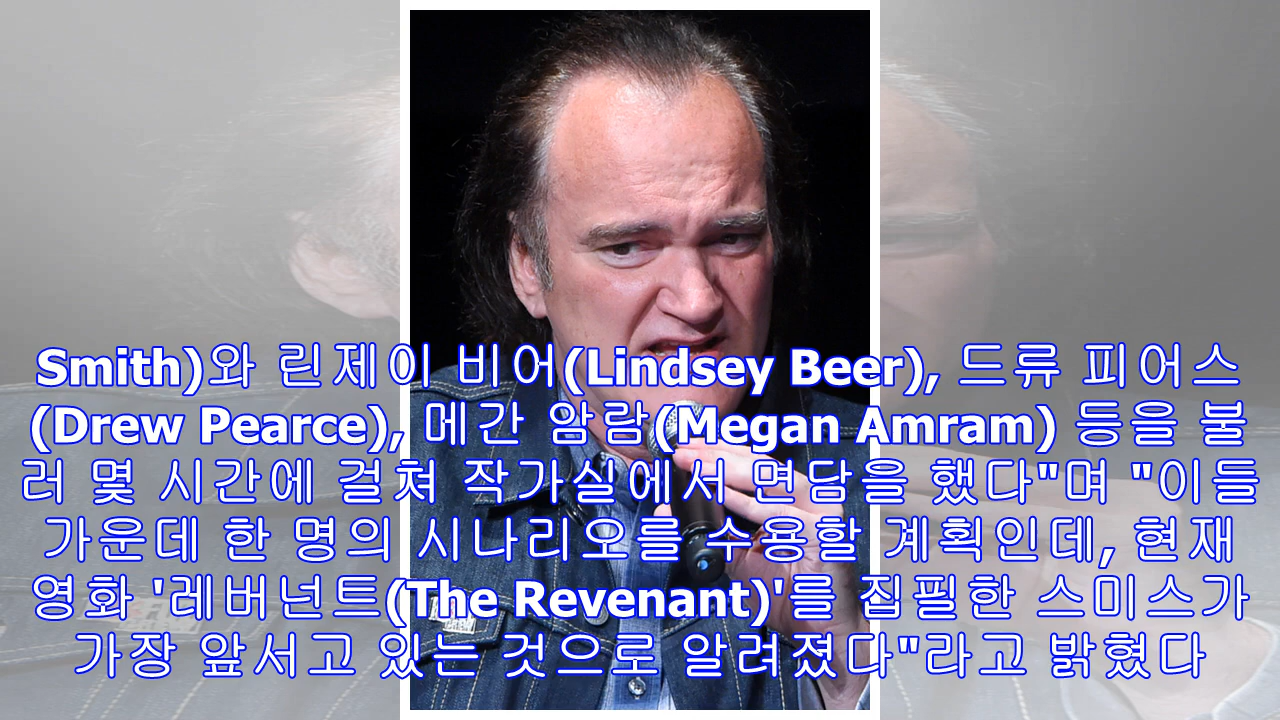 Smith)와 린제이 비어(Lindsey Beer), 드류 피어스
(Drew Pearce), 메간 암람(Megan Amram) 등을 불
러 몇 시간에 걸쳐 작가실에서 면담을 했다"며 "이들
가운데 한 명의 시나리오를 수용할 계획인데, 현재
영화 '레버넌트(The Revenant)'를 집필한 스미스가
가장 앞서고 있는 것으로 알려졌다"라고 밝혔다